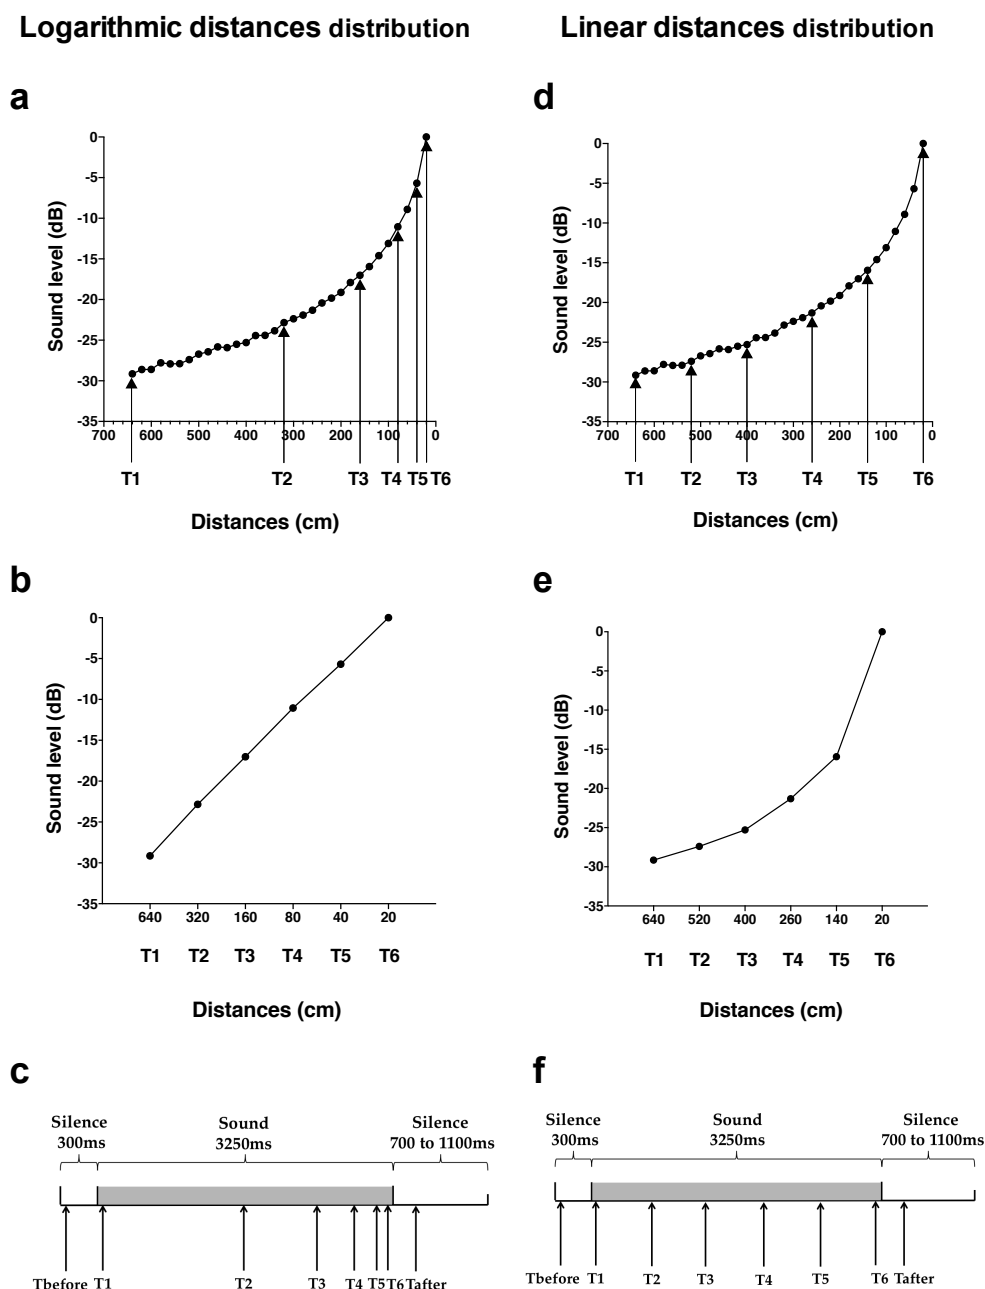 Logarithmic distances distribution
Linear distances distribution
a
0
-5
-10
-15
-20
-25
-30
-35
Sound level (dB)
700 600 500 400 300 200 100 0
T1 T2 T3 T4 T5 T6
Distances (cm)
d
0
-5
-10
-15
-20
-25
-30
-35
Sound level (dB)
700 600 500 400 300 200 100 0
T1 T2 T3 T4 T5 T6
Distances (cm)
b
0
-5
-10
-15
-20
-25
-30
-35
Sound level (dB)
640 320 160 80 40 20
T1 T2 T3 T4 T5 T6
Distances (cm)
e
0
-5
-10
-15
-20
-25
-30
-35
Sound level (dB)
640 520 400 260 140 20
T1 T2 T3 T4 T5 T6
Distances (cm)
c
Silence Sound Silence
300ms 3250ms 700 to 1100ms
Tbefore T1 T2 T3 T4 T5 T6 Tafter
f
Silence Sound Silence
300ms 3250ms 700 to 1100ms
Tbefore T1 T2 T3 T4 T5 T6 Tafter